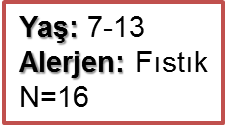 Yaş: 7-13
Alerjen: Fıstık
N=16